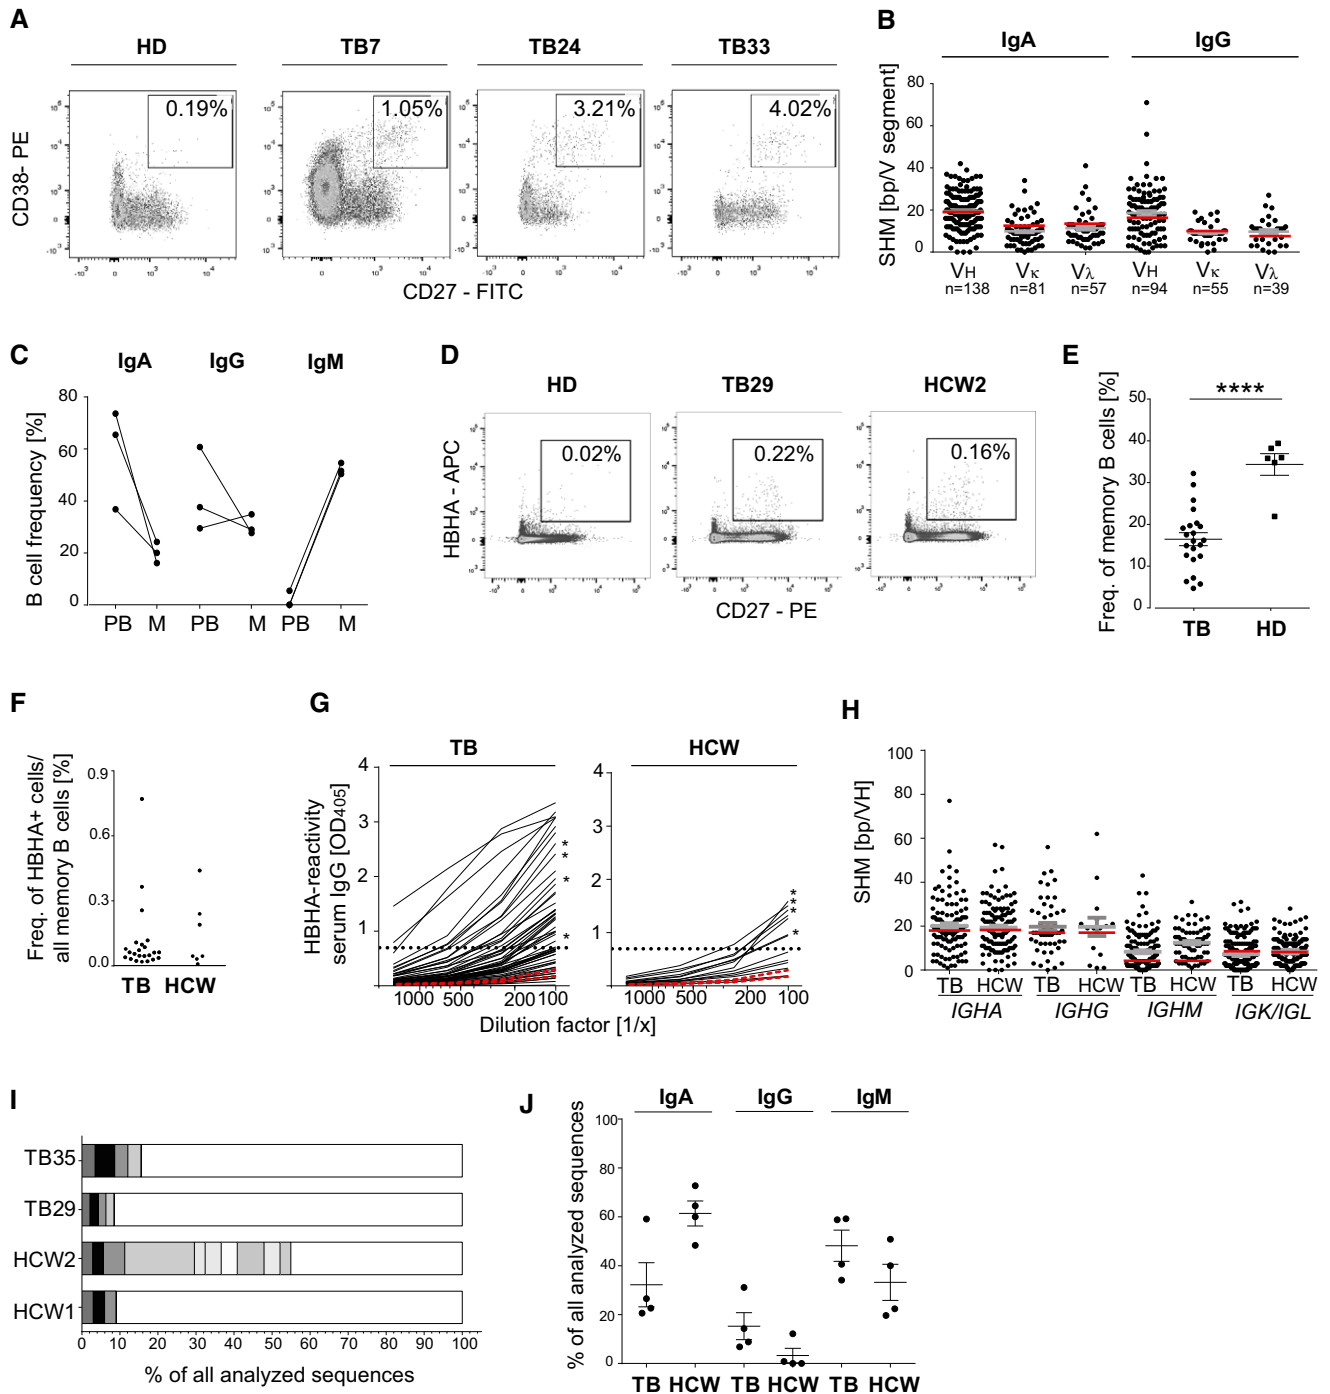 A
HD
TB7
TB24
TB33
0.19%
1.05%
3.21%
4.02%
CD38- PE
CD27 - FITC
B
IgA
IgG
SHM [bp/V segment]
80
60
40
20
0
VH
Vκ
Vλ
VH
Vκ
Vλ
n=138
n=81
n=57
n=94
n=55
n=39
C
IgA
IgG
IgM
B cell frequency [%]
80
60
40
20
0
PB
M
PB
M
PB
M
D
HD
TB29
HCW2
0.02%
0.22%
0.16%
HBHA - APC
CD27 - PE
E
Freq. of memory B cells [%]
50
40
30
20
10
0
****
TB
HD
F
Freq. of HBHA+ cells/
all memory B cells [%]
0.9
0.6
0.3
0.0
TB
HCW
G
TB
HCW
HBHA-reactivity
serum IgG [OD405]
4
3
2
1
4
3
2
1
*
*
*
*
*
*
*
*
1000
500
200
100
1000
500
200
100
Dilution factor [1/x]
H
SHM [bp/VH]
100
80
60
40
20
0
TB
HCW
TB
HCW
TB
HCW
TB
HCW
IGHA
IGHG
IGHM
IGK/IGL
I
TB35
TB29
HCW2
HCW1
0
10
20
30
40
50
60
70
80
90
100
% of all analyzed sequences
J
IgA
IgG
IgM
% of all analyzed sequences
100
80
60
40
20
0
TB
HCW
TB
HCW
TB
HCW